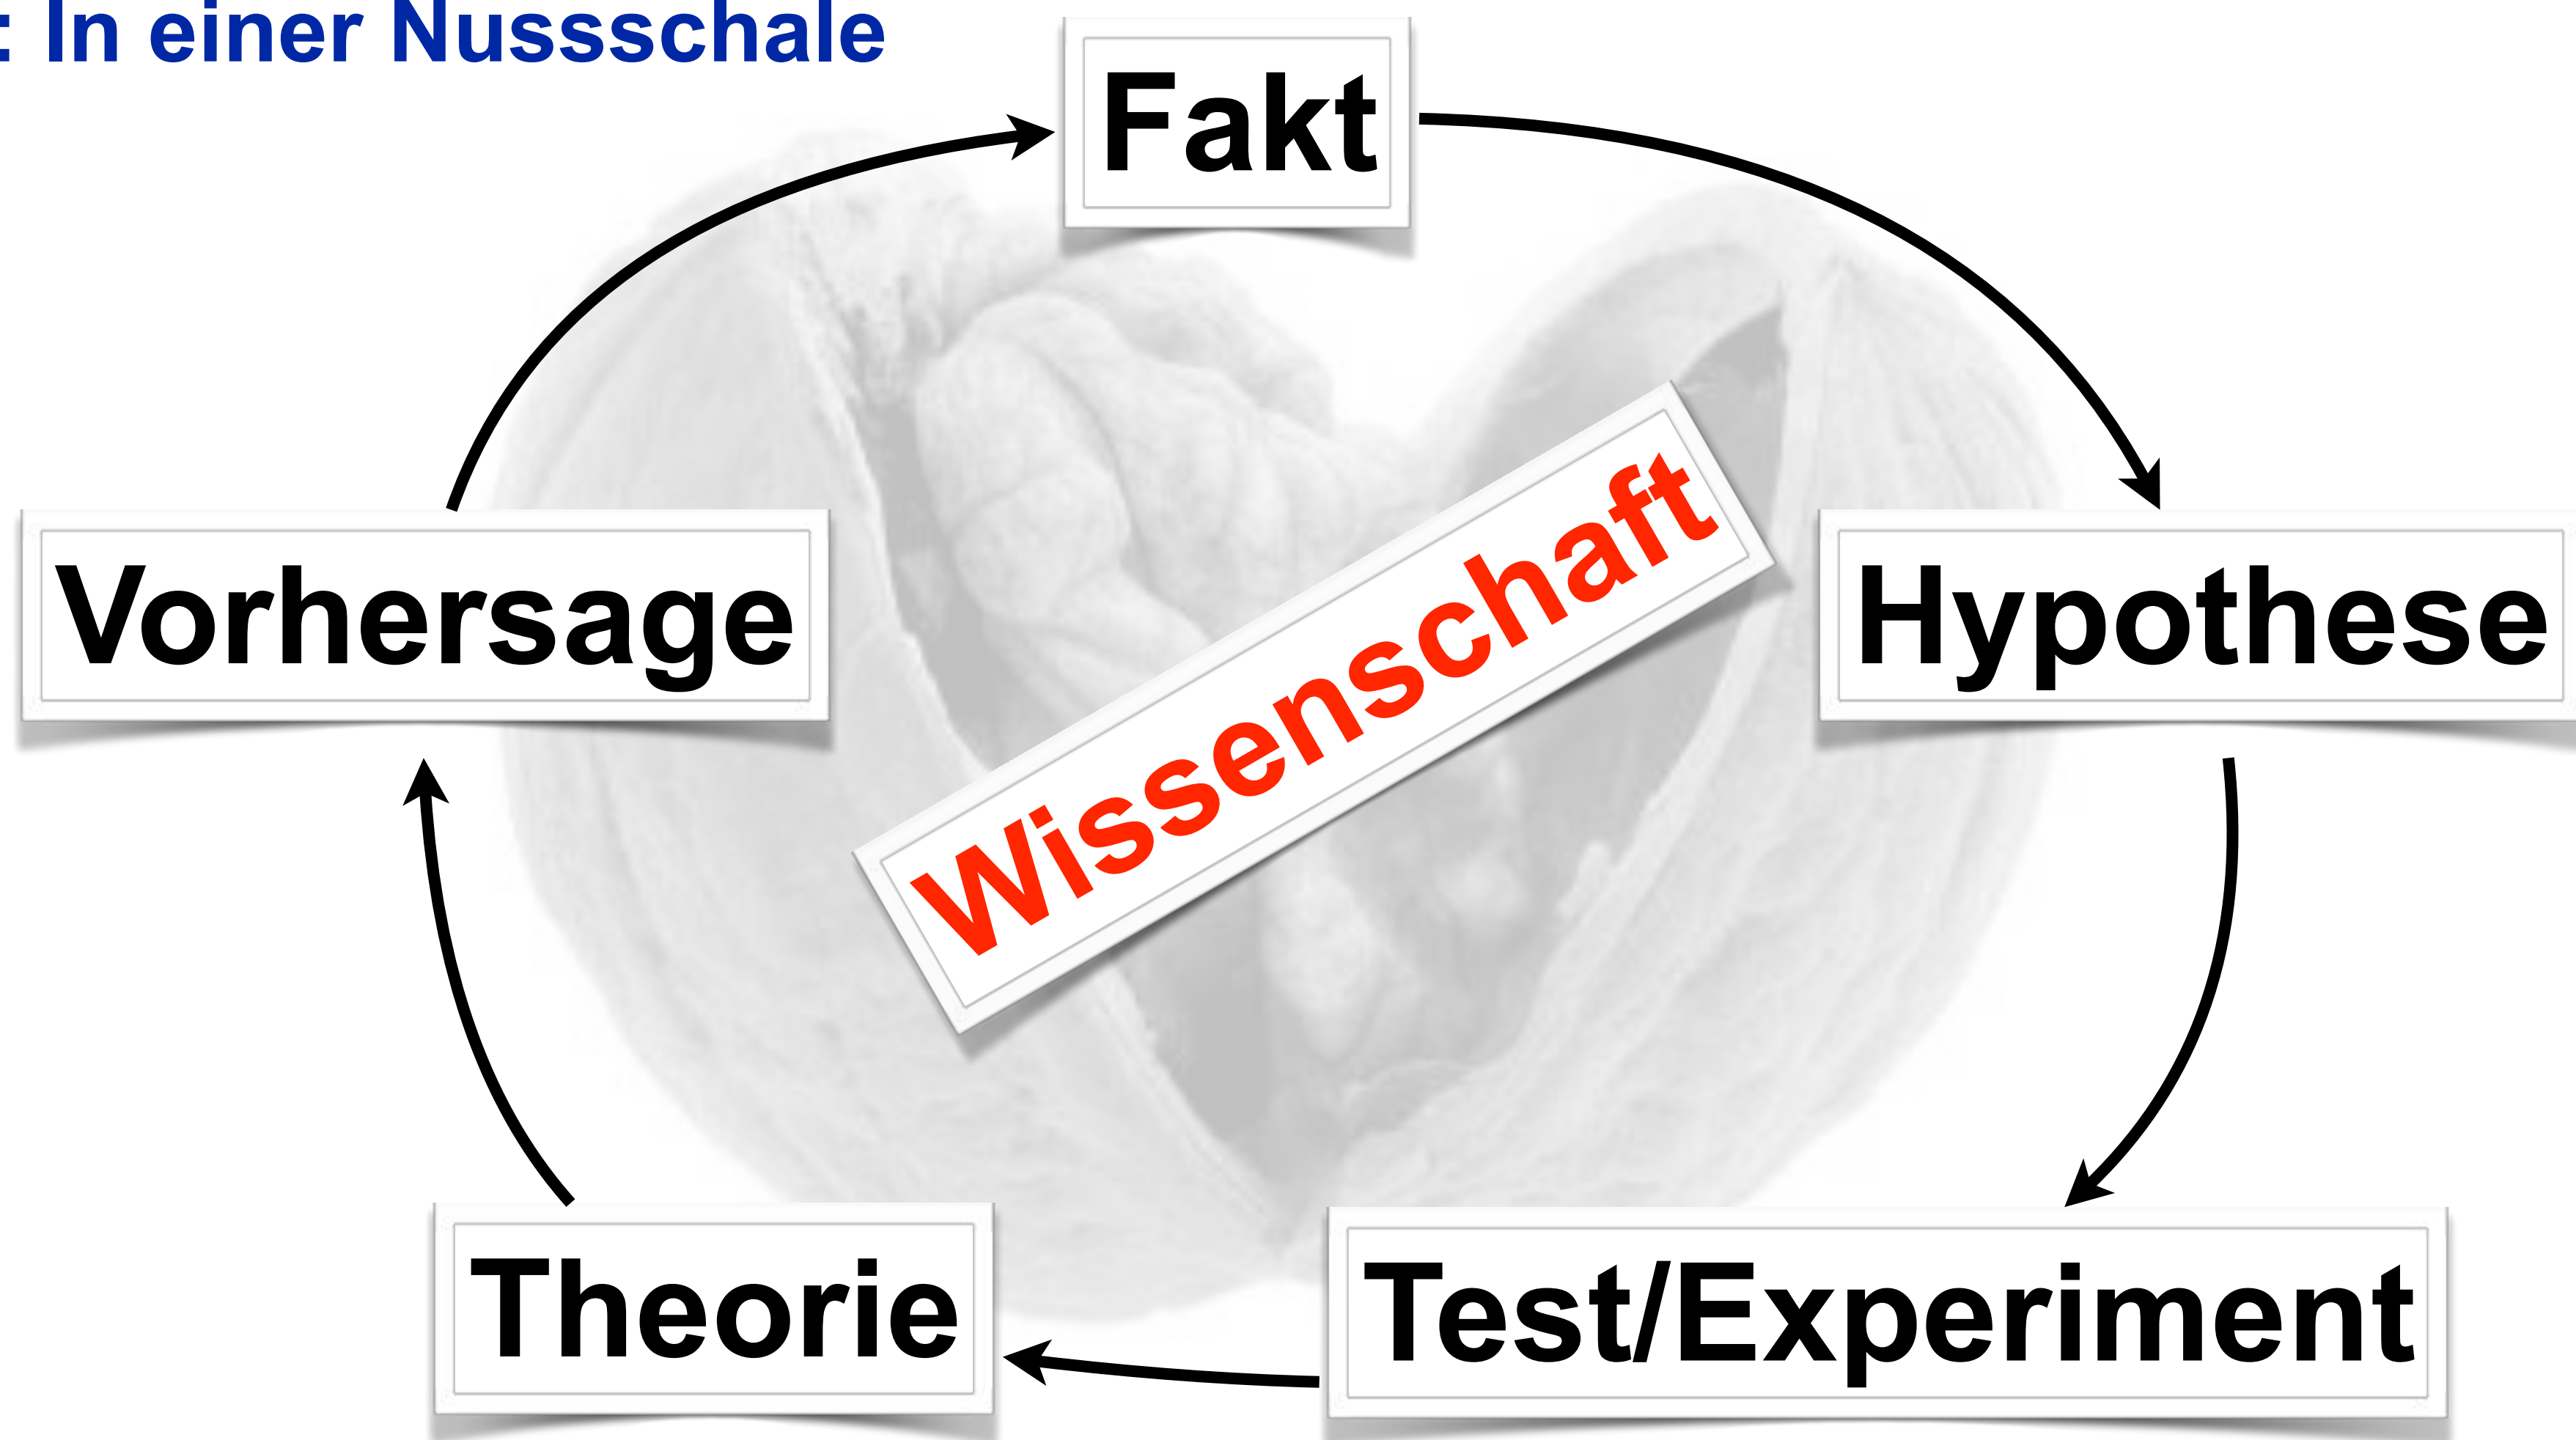 : In einer Nussschale
Fakt
Vorhersage
Hypothese
Wissenschaft
Theorie
Test/Experiment